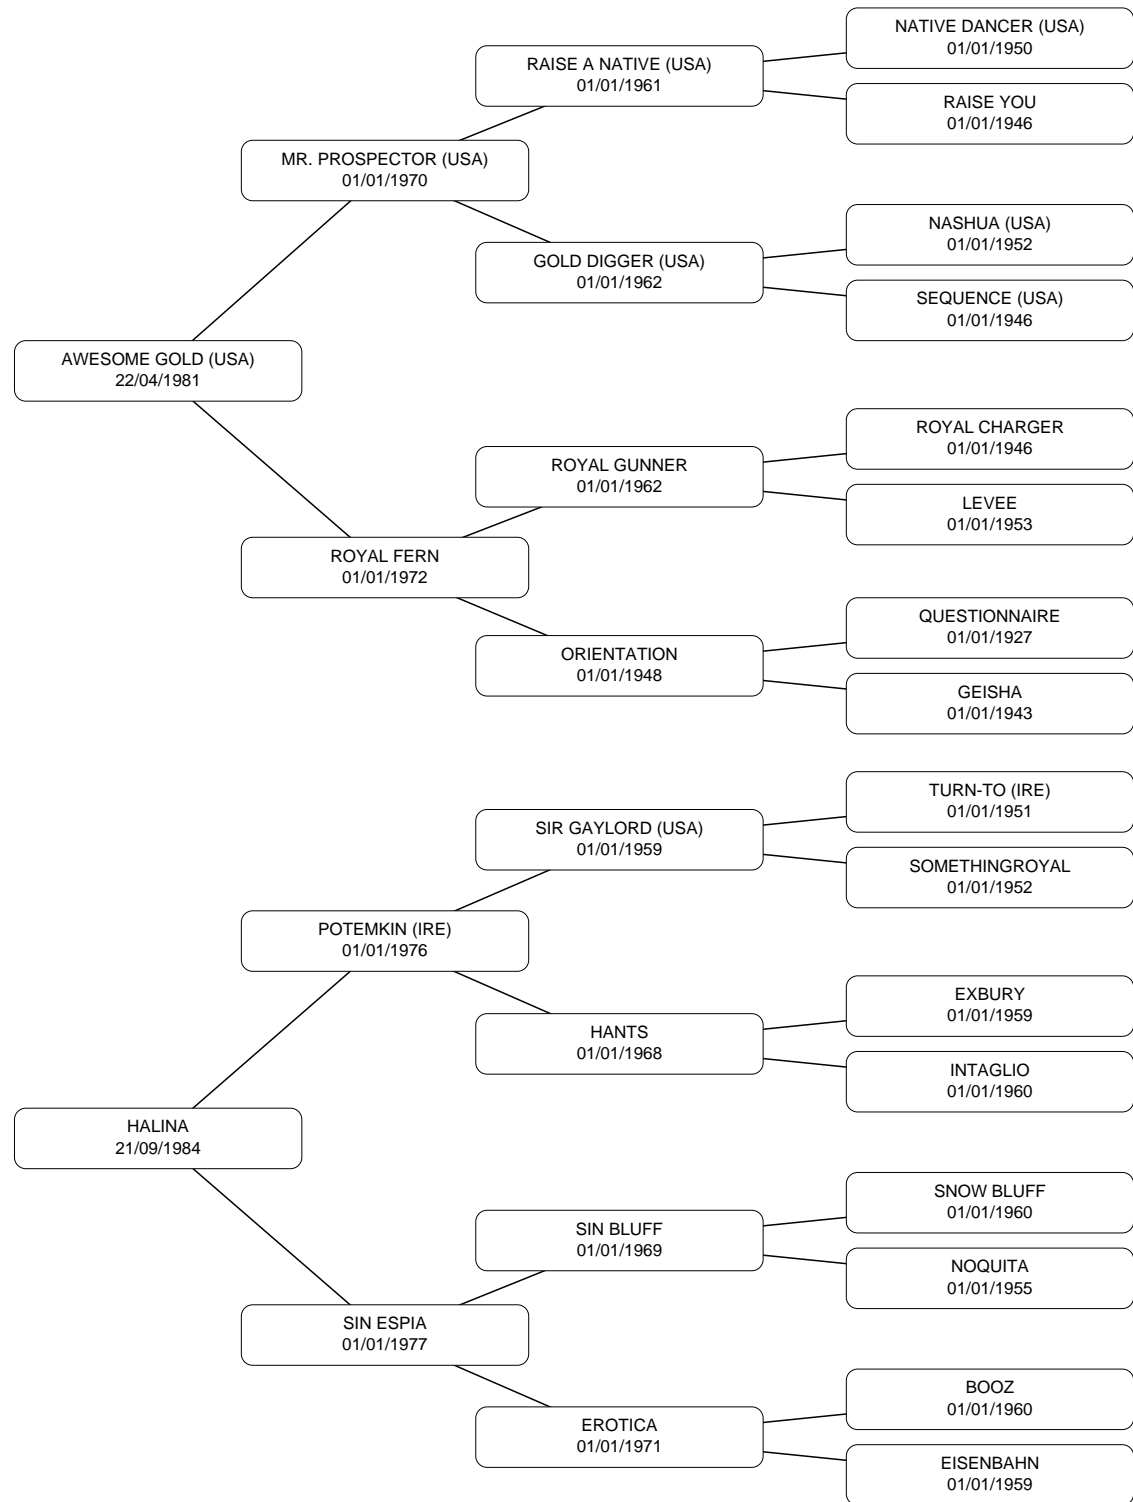 NATIVE DANCER (USA)
01/01/1950
RAISE A NATIVE (USA)
01/01/1961
RAISE YOU
01/01/1946
MR. PROSPECTOR (USA)
01/01/1970
NASHUA (USA)
01/01/1952
GOLD DIGGER (USA)
01/01/1962
SEQUENCE (USA)
01/01/1946
AWESOME GOLD (USA)
22/04/1981
ROYAL CHARGER
01/01/1946
ROYAL GUNNER
01/01/1962
LEVEE
01/01/1953
ROYAL FERN
01/01/1972
QUESTIONNAIRE
01/01/1927
ORIENTATION
01/01/1948
GEISHA
01/01/1943
TURN-TO (IRE)
01/01/1951
SIR GAYLORD (USA)
01/01/1959
SOMETHINGROYAL
01/01/1952
POTEMKIN (IRE)
01/01/1976
EXBURY
01/01/1959
HANTS
01/01/1968
INTAGLIO
01/01/1960
HALINA
21/09/1984
SNOW BLUFF
01/01/1960
SIN BLUFF
01/01/1969
NOQUITA
01/01/1955
SIN ESPIA
01/01/1977
BOOZ
01/01/1960
EROTICA
01/01/1971
EISENBAHN
01/01/1959